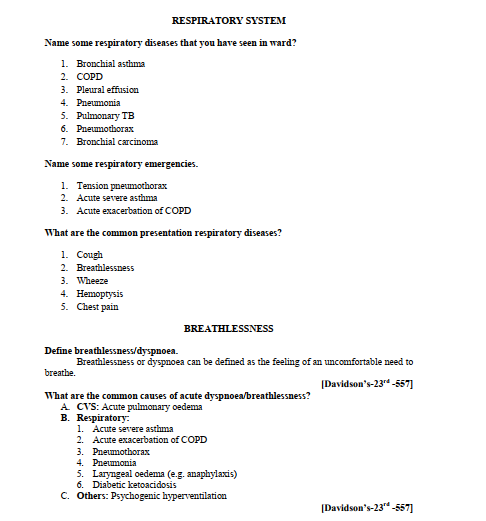 RESPIRATORY SYSTEM
Name some respiratory diseases that you have seen in ward?
1. Bronchial asthma
2. COPD
3. Pleural effusion
4. Pneumonia
5. Pulmonary TB
6. Pneumothorax
7. Bronchial carcinoma
Name some respiratory emergencies.
1. Tension pneumothorax
2. Acute severe asthma
3. Acute exacerbation of COPD
What are the common presentation respiratory diseases?
1. Cough
2. Breathlessness
3. Wheeze
4. Hemoptysis
5. Chest pain
BREATHLESSNESS
Define breathlessness/dyspnoea.
Breathlessness or dyspnoea can be defined as the feeling of an uncomfortable need to
breathe.
[Davidson's-23rd -557]
What are the common causes of acute dyspnoea/breathlessness?
A. CVS: Acute pulmonary oedema
B. Respiratory:
1. Acute severe asthma
2. Acute exacerbation of COPD
3. Pneumothorax
4. Pneumonia
5. Laryngeal oedema (e.g. anaphylaxis)
6. Diabetic ketoacidosis
C. Others: Psychogenic hyperventilation
[Davidson's-23rd -557]